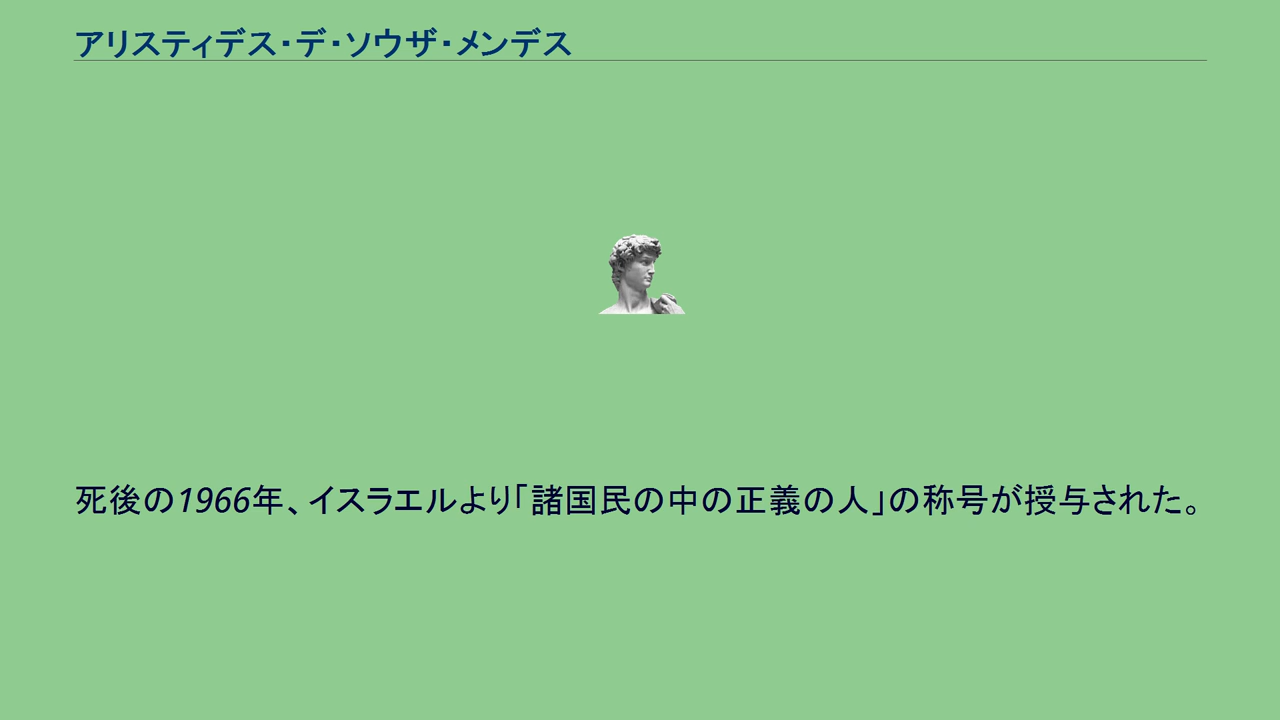 アリスティデス・デ・ソウザ・メンデス
死後の1966年、イスラエルより「諸国民の中の正義の人」の称号が授与された。